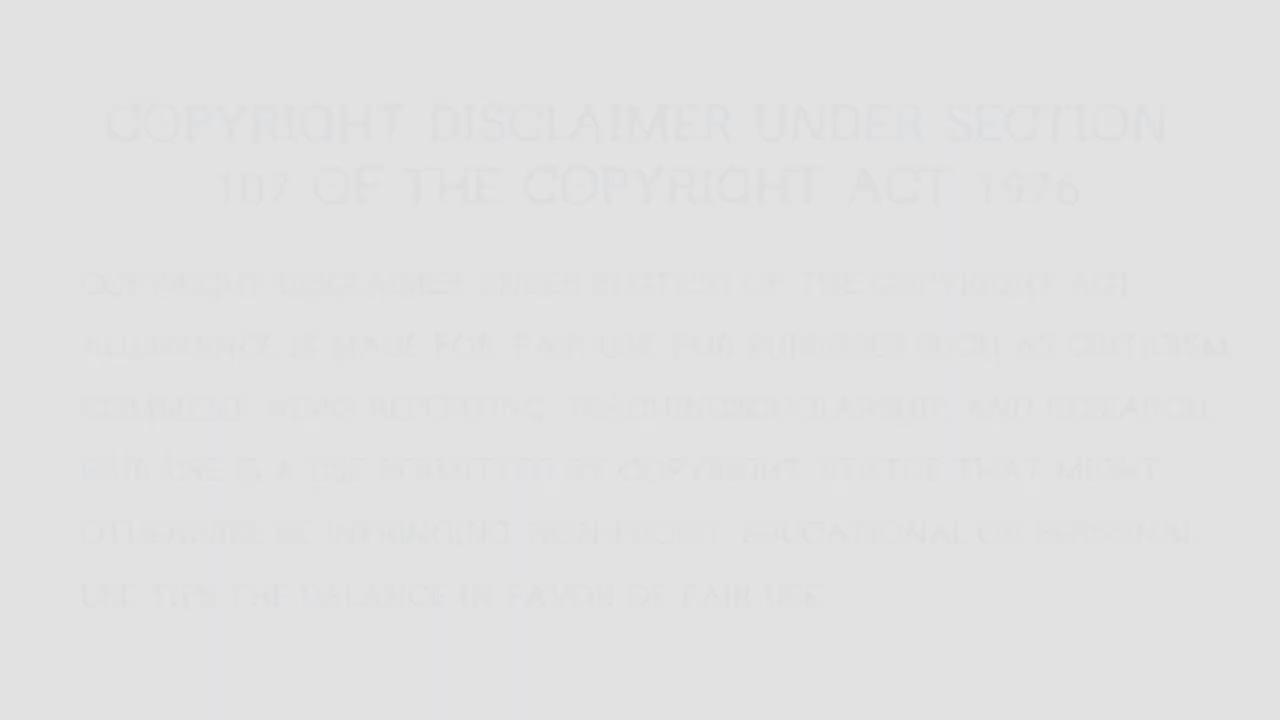 COPYRIGHT DISCLAIMER UNDER SECTION
107 OF THE COPYRIGHT ACT 1976
COPYRIGHT DISCLAIMER UNDER SECTION OF THE COPYRIGHT ACT
ALLOWANCE IS MADE FOR FAIR USE FOR PURPOSES SUCH AS CRITICISM
COMMENT NEWS REPORTING TEACHING SCHOLARSHIP AND RESEARCH
FAIR USE IS A USE PERMITTED BY COPYRIGHT THAT MIGHT
OTHERWISE BE INFRINGING NON-PROFIT EDUCATIONAL OR PERSONAL
USE TIPS THE BALANCE IN FAVOR OF FAIR USE